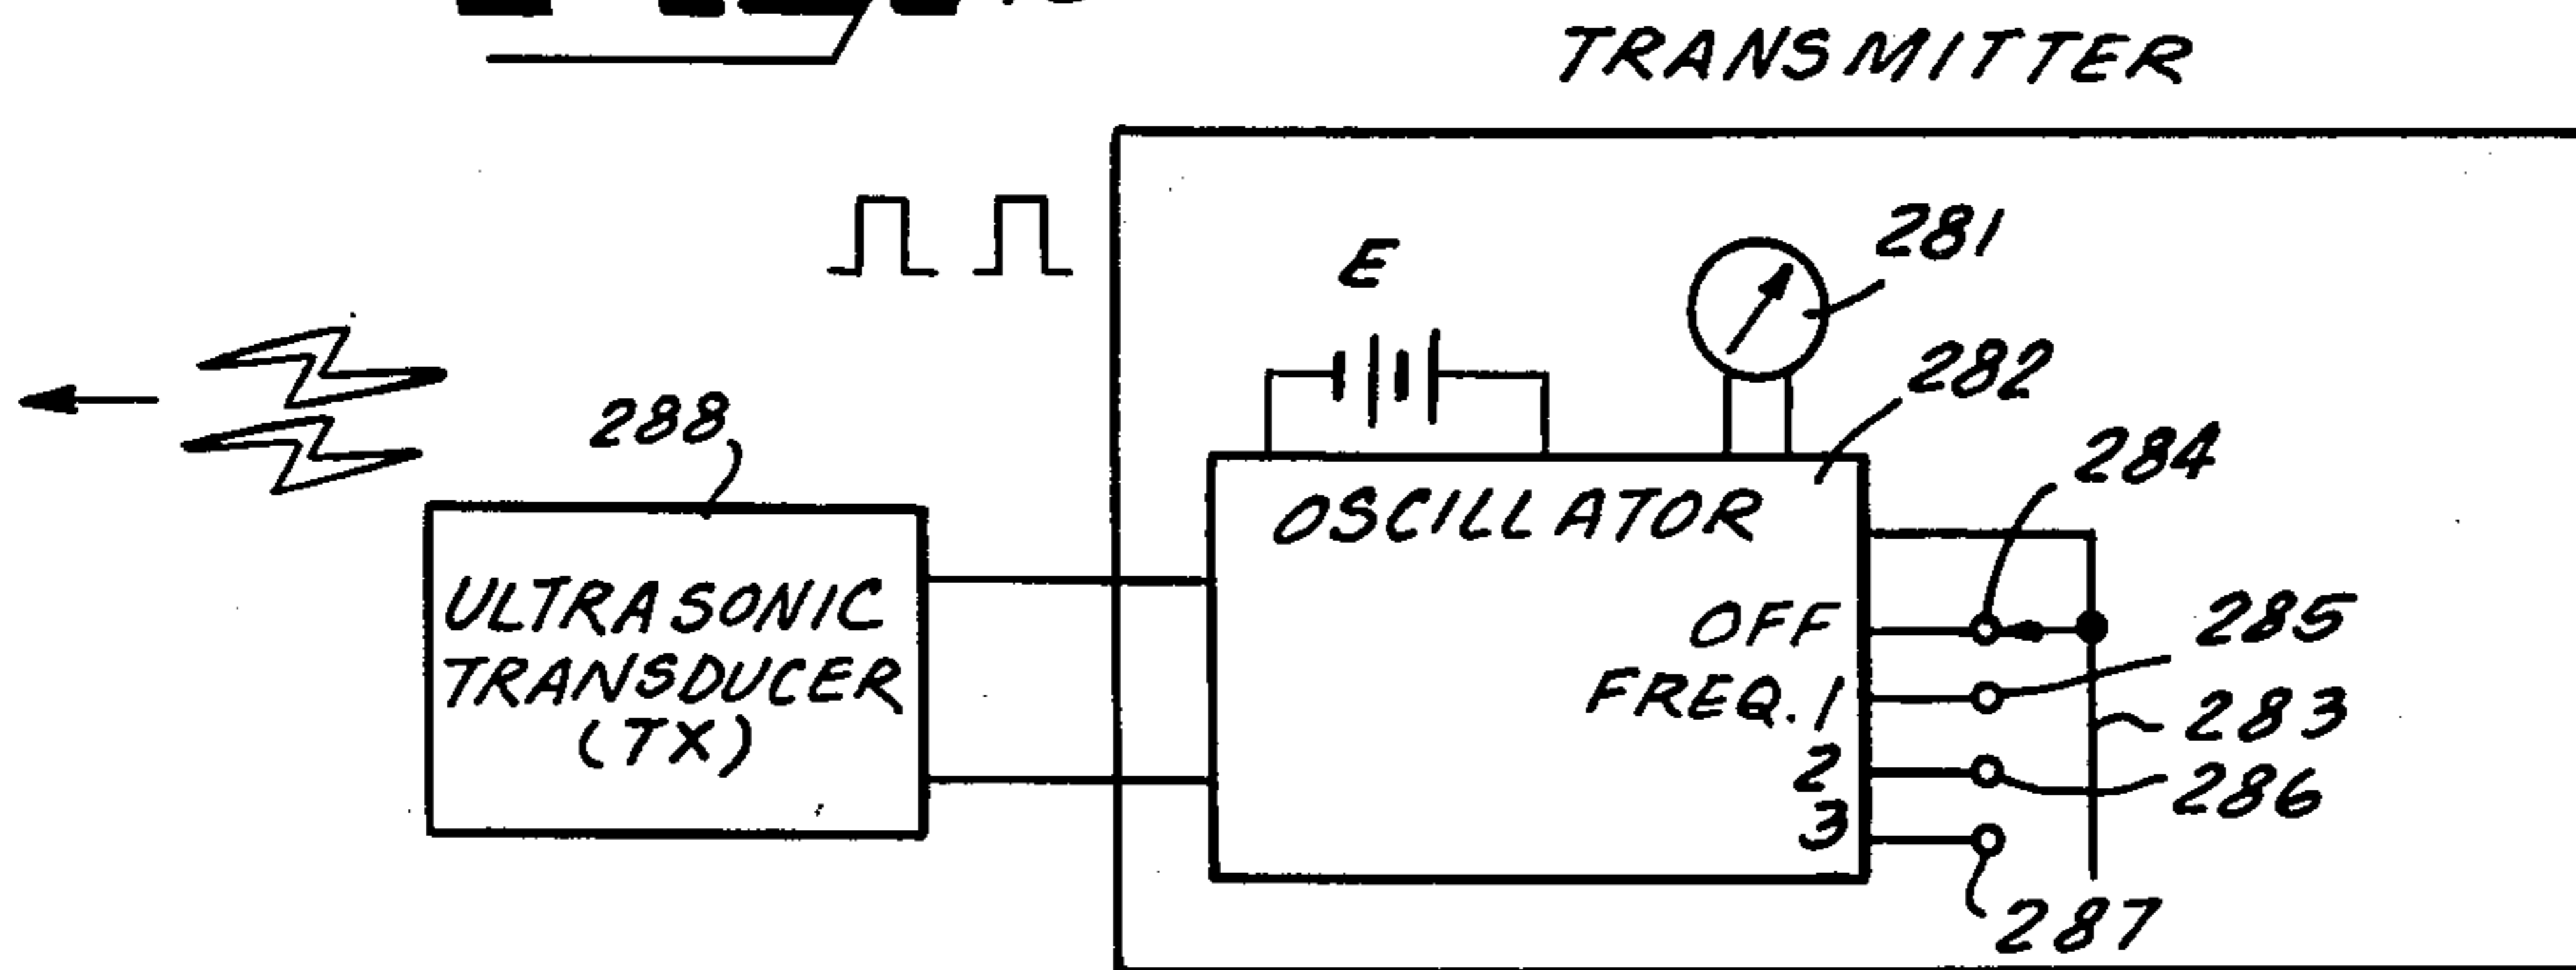 TRANSMITTER
281
E
282
288
284
OSCILLATOR
ULTRASONIC
TRANSDUCER
(TX)
OFF
285
FREQ. 1
283
2
286
3
287